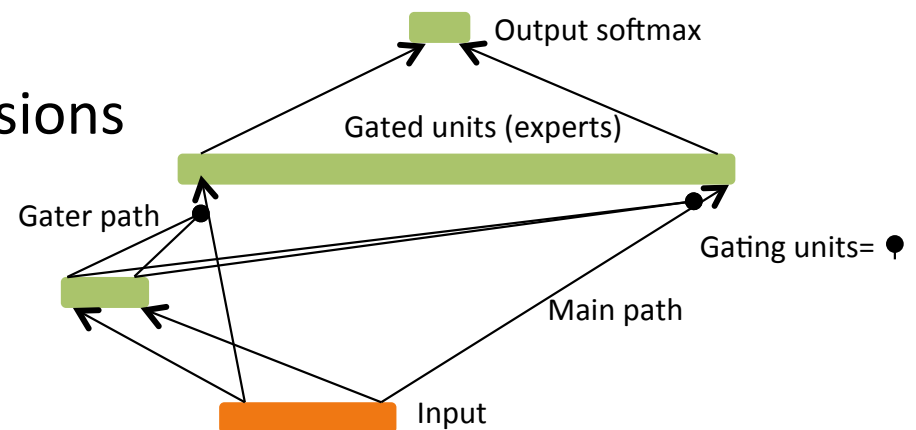 Output softmax
sions
Gated units (experts)
Gater path
Gating units=
Main path
Input